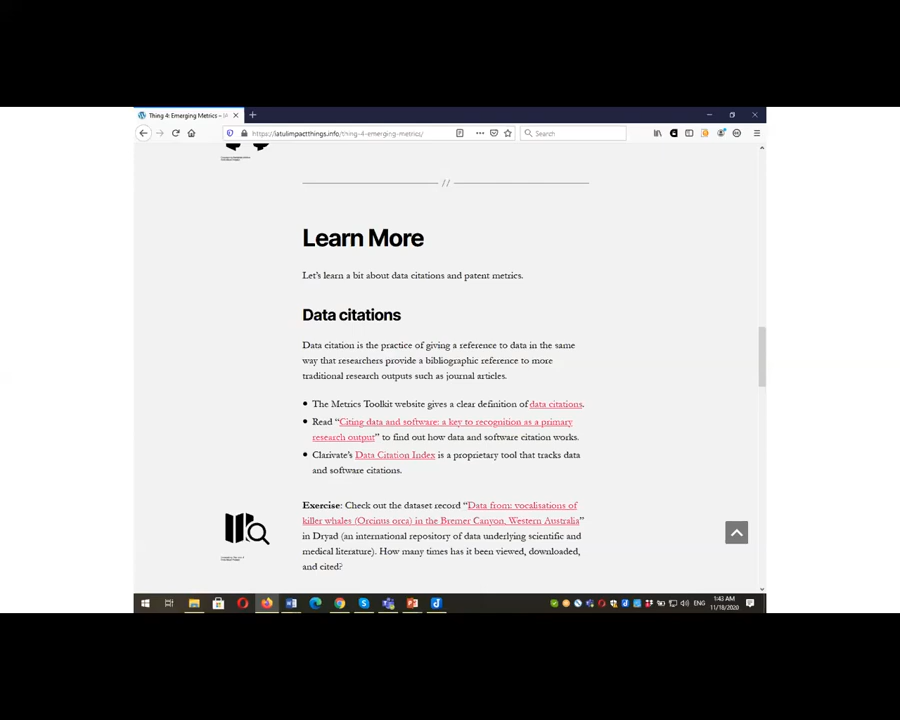 Thing 4: Emerging Metrics –
https://latulimpactthings.info/thing-4-emerging-metrics/
Search
//
Learn More
Let's learn a bit about data citations and patent metrics.
Data citations
Data citation is the practice of giving a reference to data in the same
way that researchers provide a bibliographic reference to more
traditional research outputs such as journal articles.
The Metrics Toolkit website gives a clear definition of data citations.
Read “Citing data and software: a key to recognition as a primary
research output” to find out how data and software citation works.
Clarivate's Data Citation Index is a proprietary tool that tracks data
and software citations.
Exercise: Check out the dataset record “Data from: vocalisations of
killer whales (Orcinus orca) in the Bremer Canyon, Western Australia”
in Dryad (an international repository of data underlying scientific and
medical literature). How many times has it been viewed, downloaded,
and cited?
ENG
1:43 AM
11/18/2020